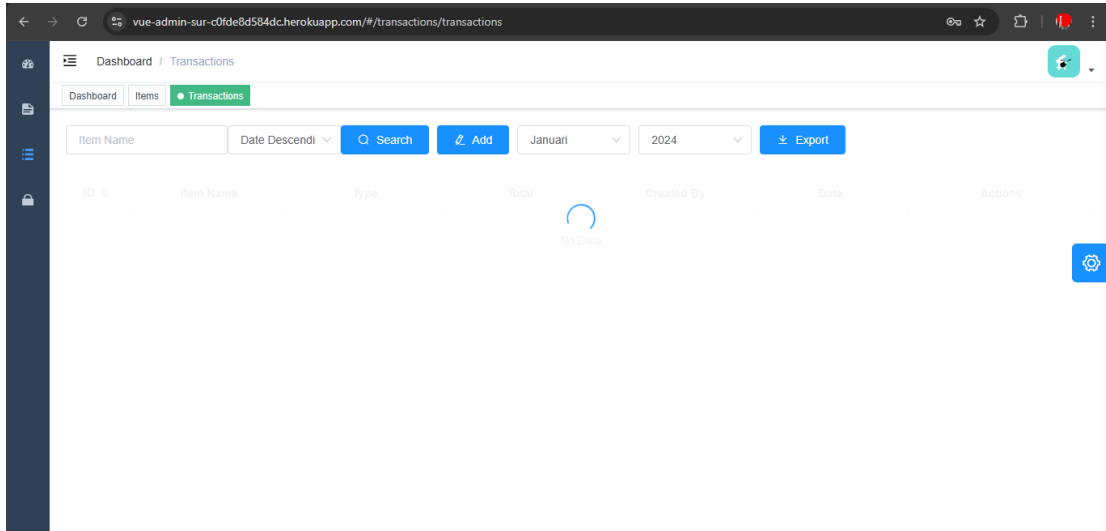 vue-admin-sur-c0fde8d584dc.herokuapp.com/#/transactions/transactions
Dashboard / Transactions
Dashboard Items Transactions
Item Name Date Descendi Search Add Januari 2024 Export
ID Item Name Type Total Created By Date Actions
No Data